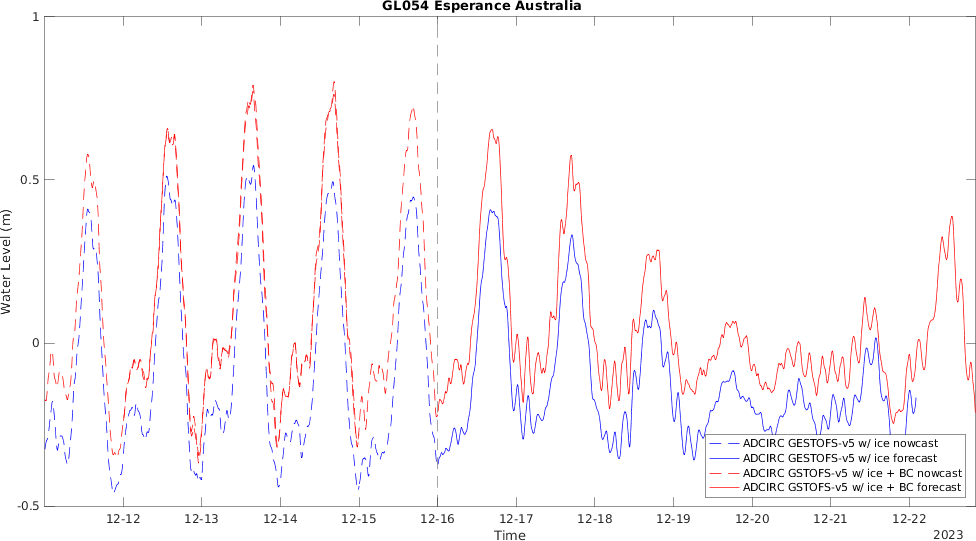 GL054 Esperance Australia
1
0.5
0
-0.5
Water Level (m)
12-12
12-13
12-14
12-15
12-16
12-17
12-18
12-19
12-20
12-21
12-22
Time
2023
ADCIRC GESTOFS-v5 w/ ice nowcast
ADCIRC GESTOFS-v5 w/ ice forecast
ADCIRC GSTOFS-v5 w/ ice + BC nowcast
ADCIRC GSTOFS-v5 w/ ice + BC forecast